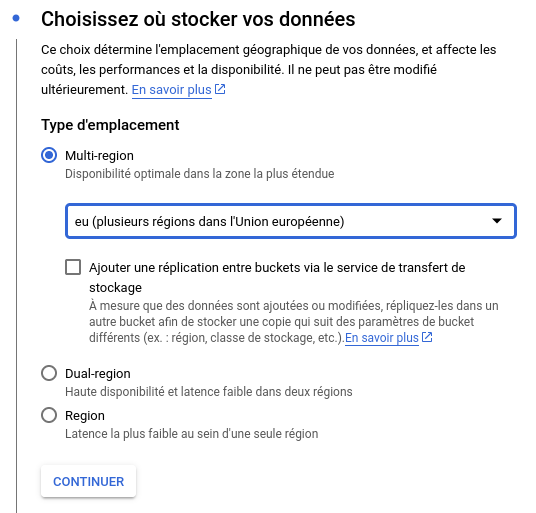 Choisissez où stocker vos données
Ce choix détermine l'emplacement géographique de vos données, et affecte les
coûts, les performances et la disponibilité. Il ne peut pas être modifié
ultérieurement. En savoir plus
Type d'emplacement
Multi-region
Disponibilité optimale dans la zone la plus étendue
eu (plusieurs régions dans l'Union européenne)
Ajouter une réplication entre buckets via le service de transfert de
stockage
À mesure que des données sont ajoutées ou modifiées, répliquez-les dans un
autre bucket afin de stocker une copie qui suit des paramètres de bucket
différents (ex. : région, classe de stockage, etc.).En savoir plus
Dual-region
Haute disponibilité et latence faible dans deux régions
Region
Latence la plus faible au sein d'une seule région
CONTINUER